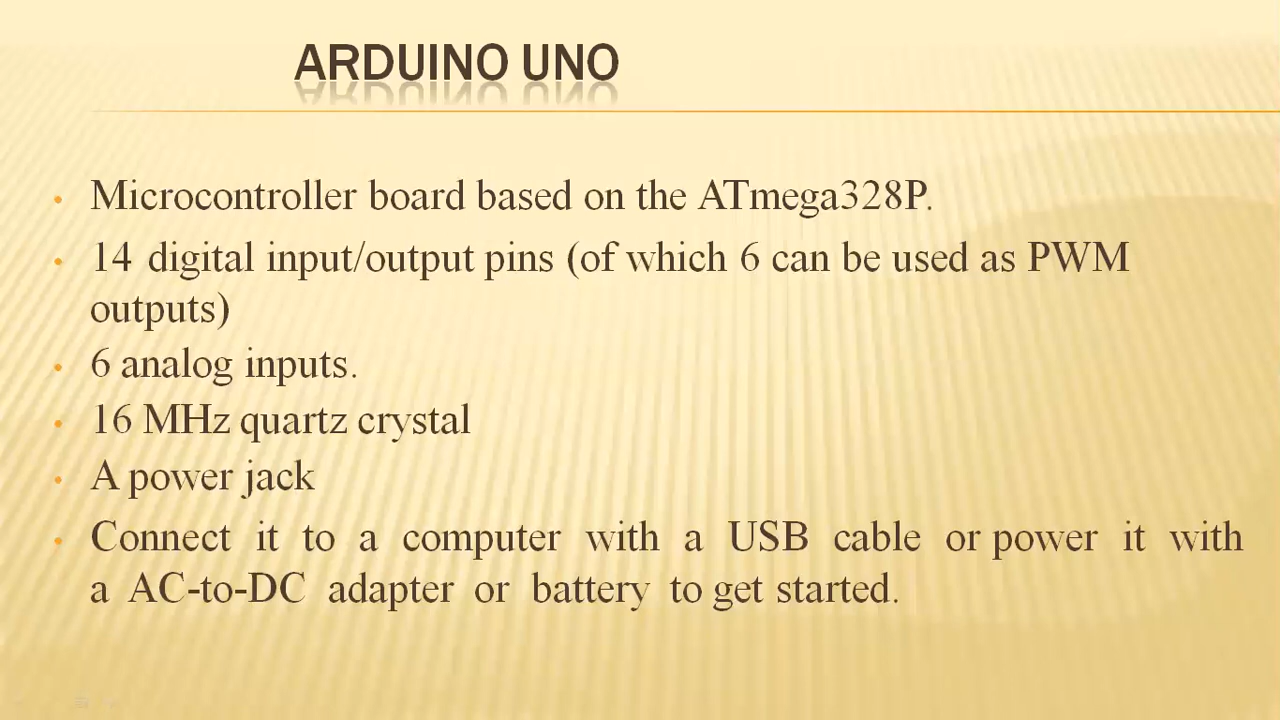 ARDUINO UNO
• Microcontroller board based on the ATmega328P.
• 14 digital input/output pins (of which 6 can be used as PWM
outputs)
• 6 analog inputs.
• 16 MHz quartz crystal
• A power jack
• Connect it to a computer with a USB cable or power it with
a AC-to-DC adapter or battery to get started.